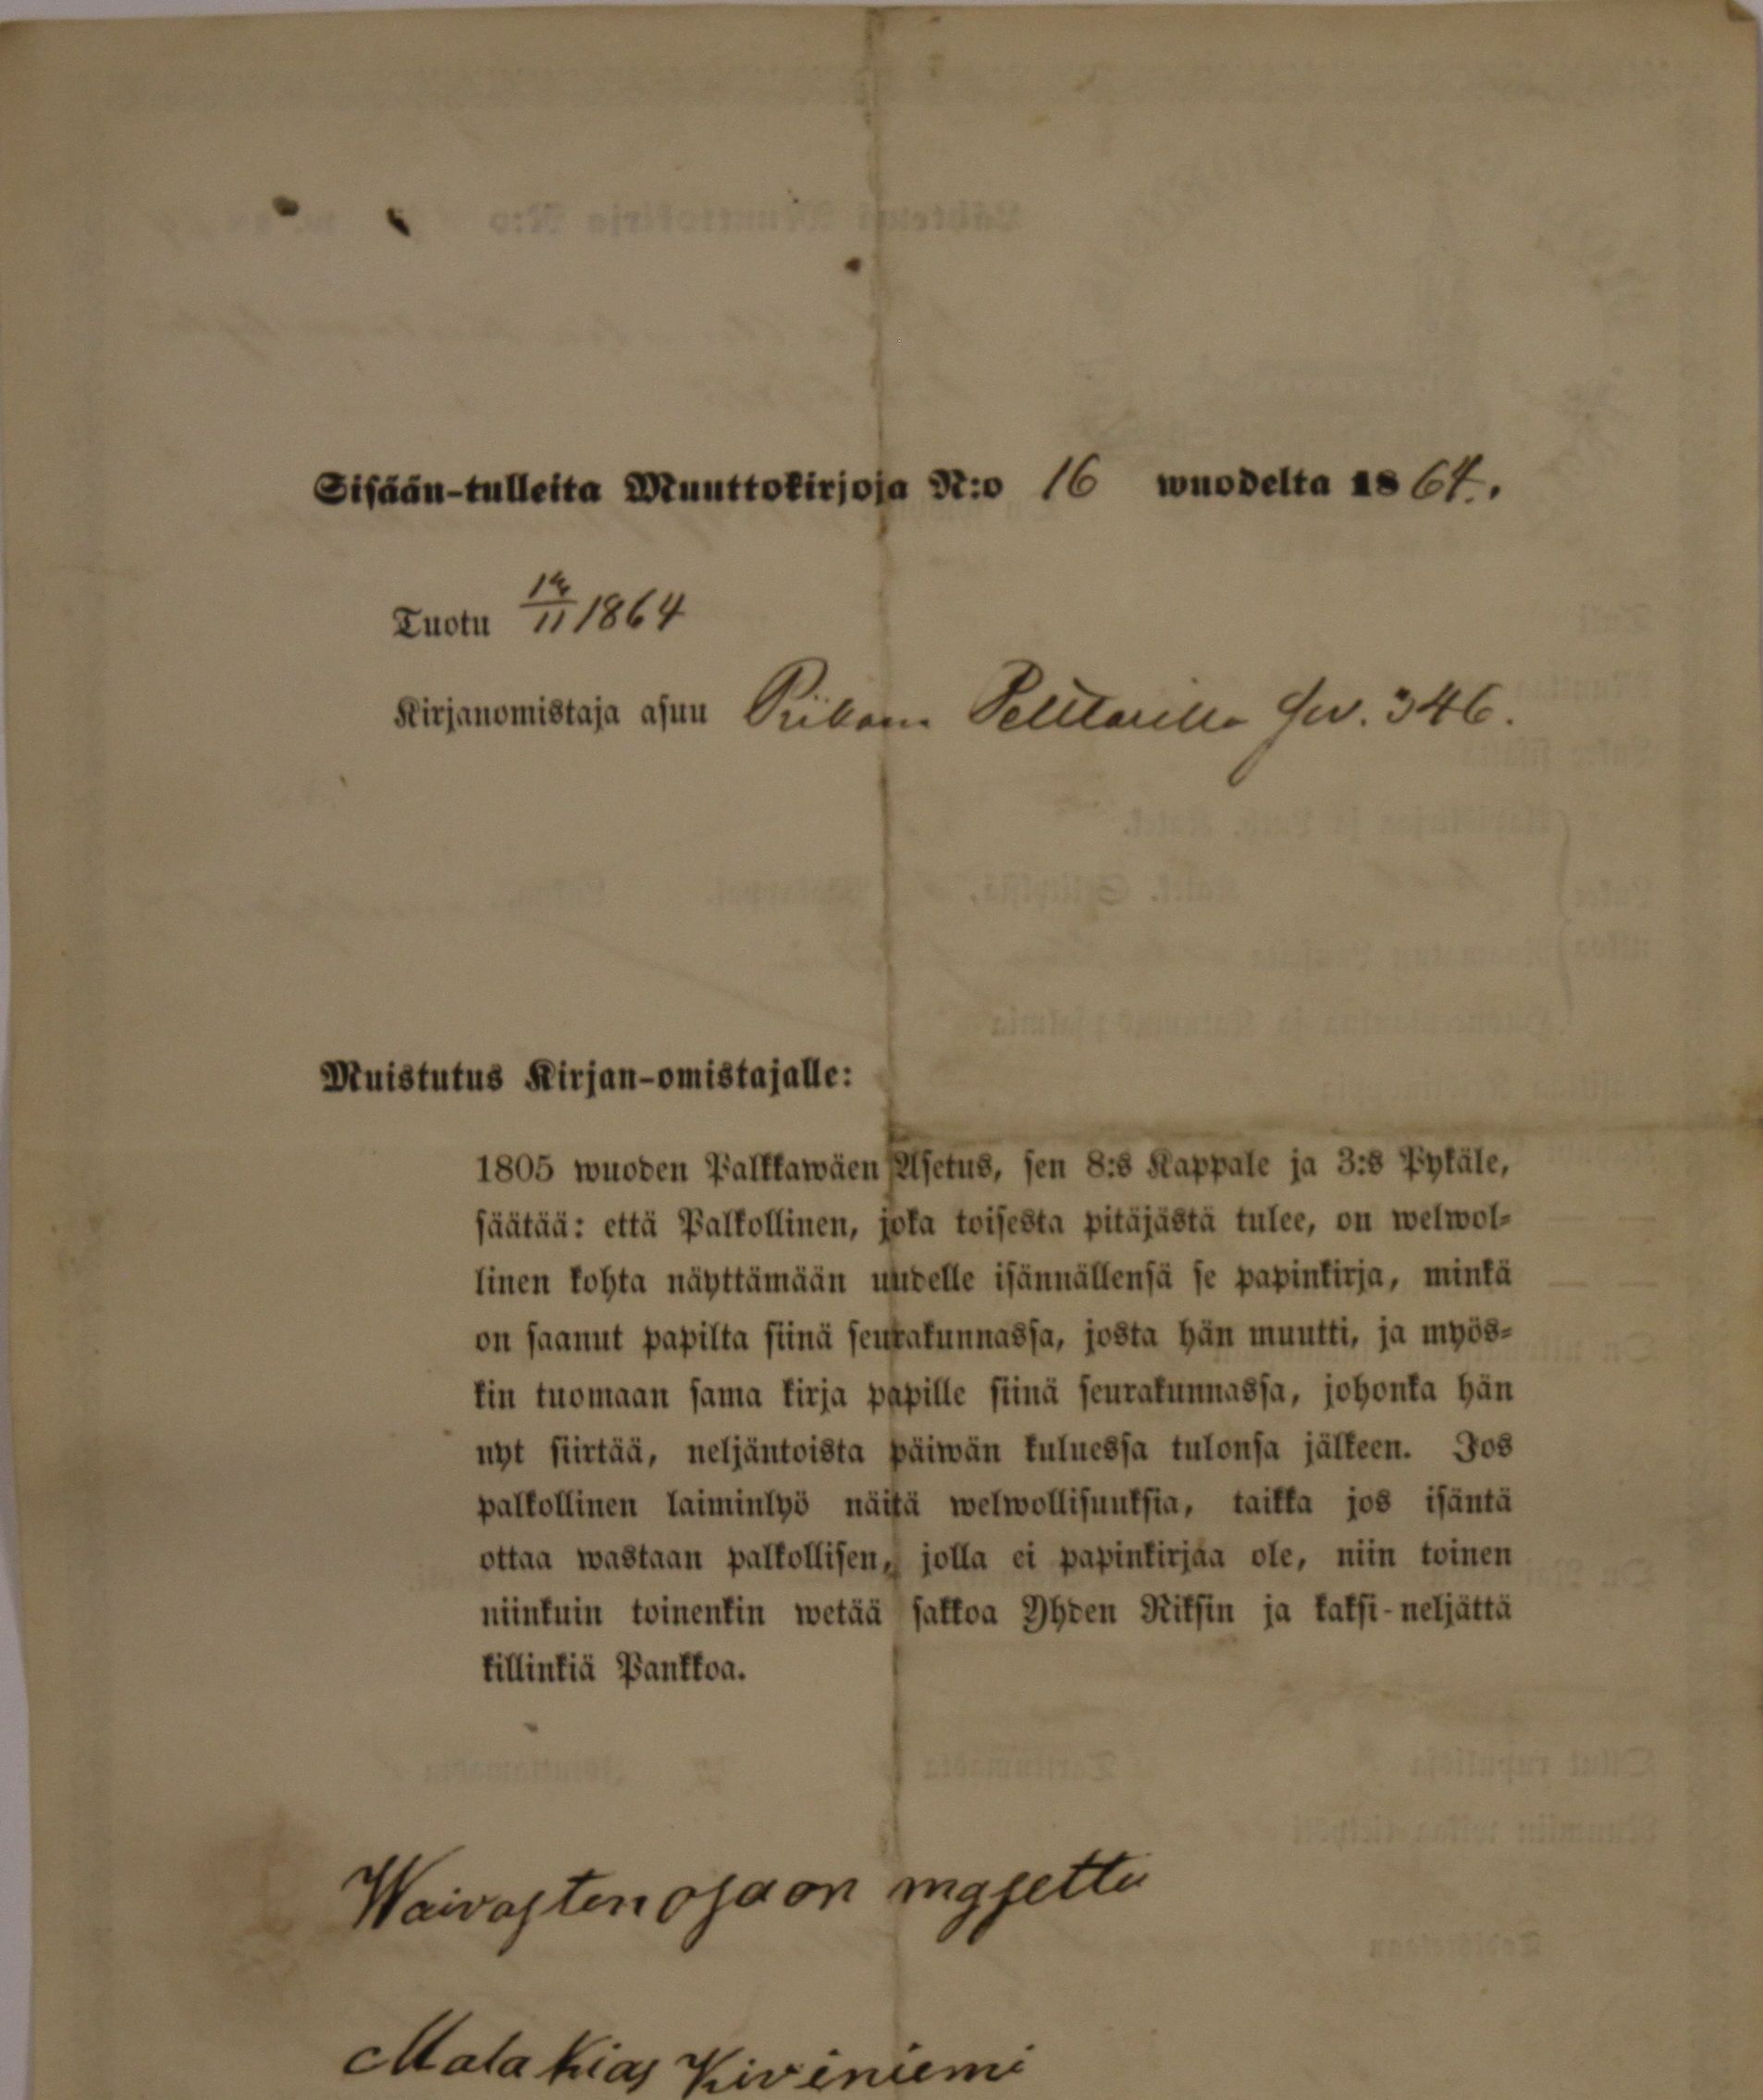 Sisään-tulleita Muuttokirjoja N:o 16 wuodelta 1864.
Tuotu 14/11 1864
Kirjanomistaja asuu 346.
Muistutus Kirjan-omistajalle:
1805 wuoden Palkkawäen Asetus, sen 8:s Kappale ja 3:s Pykäle,
säätää: että Palkollinen, joka toisesta pitäjästä tulee, on welwol-
linen kohta näyttämään uudelle isännällensä se papinkirja, minkä
on saanut papilta siinä seurakunnassa, josta hän muutti, ja myös-
kin tuomaan sama kirja papille siinä seurakunnassa, johonka hän
nyt siirtää, neljäntoista päiwän kuluessa tulonsa jälkeen. Jos
palkollinen laiminlyö näitä welwollisuuksia, taikka jos isäntä
ottaa wastaan palkollisen, jolla ei papinkirjaa ole, niin toinen
niinkuin toinenkin wetää sakkoa Yhden Riksin ja kaksi-neljättä
killinkiä Pankkoa.
Waivasten osa on
Malakias Kiviniemi